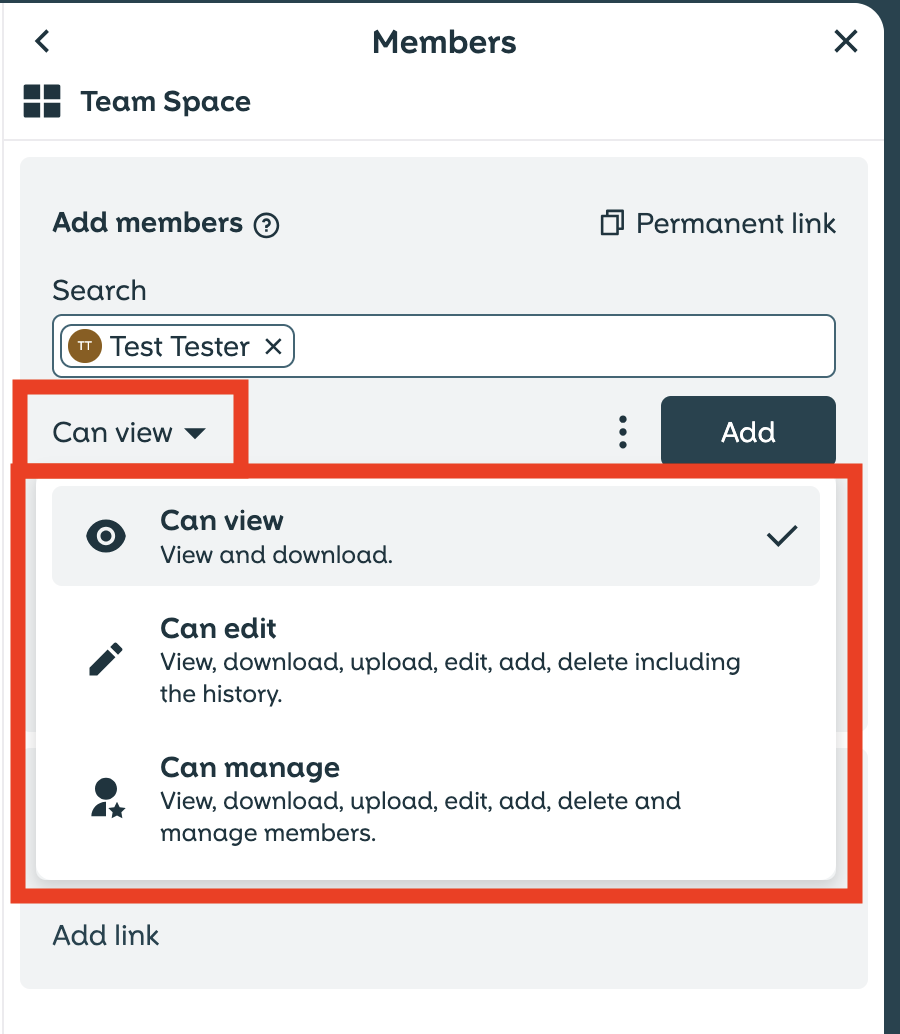 Members
Team Space
Add members
Permanent link
Search
TT Test Tester
Can view
Add
Can view
View and download.
Can edit
View, download, upload, edit, add, delete including
the history.
Can manage
View, download, upload, edit, add, delete and
manage members.
Add link